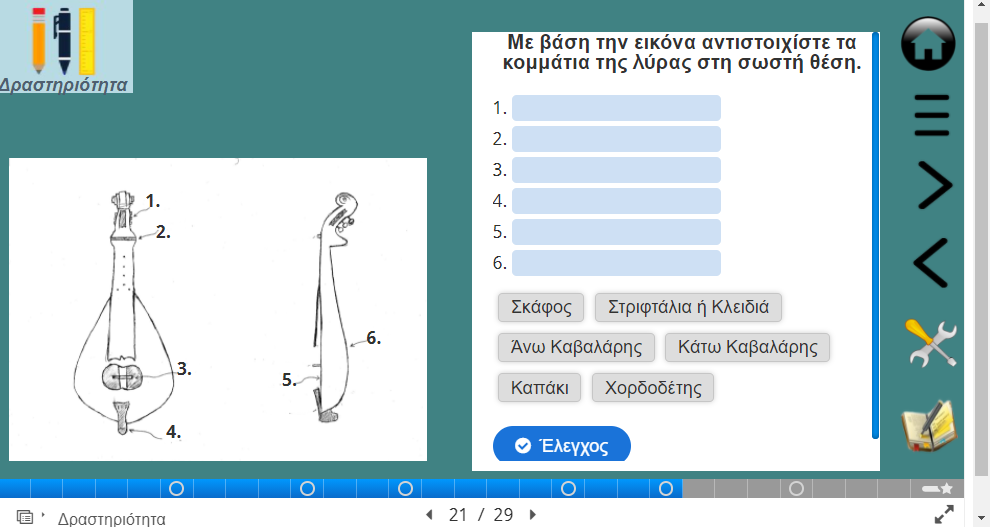 Δραστηριότητα
Με βάση την εικόνα αντιστοιχίστε τα
κομμάτια της λύρας στη σωστή θέση.
1.
2.
3.
4.
5.
6.
1.
2.
3.
4.
5.
6.
Σκάφος
Στριφτάλια ή Κλειδιά
Άνω Καβαλάρης
Κάτω Καβαλάρης
Καπάκι
Χορδοδέτης
Έλεγχος
Δραστηριότητα
21 / 29